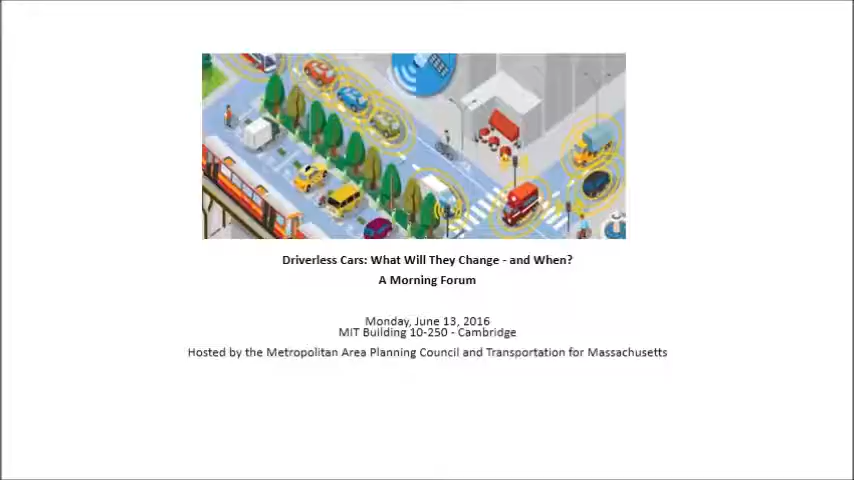 Driverless Cars: What Will They Change - and When?
A Morning Forum
Monday, June 13, 2016
MIT Building 10-250 - Cambridge
Hosted by the Metropolitan Area Planning Council and Transportation for Massachusetts